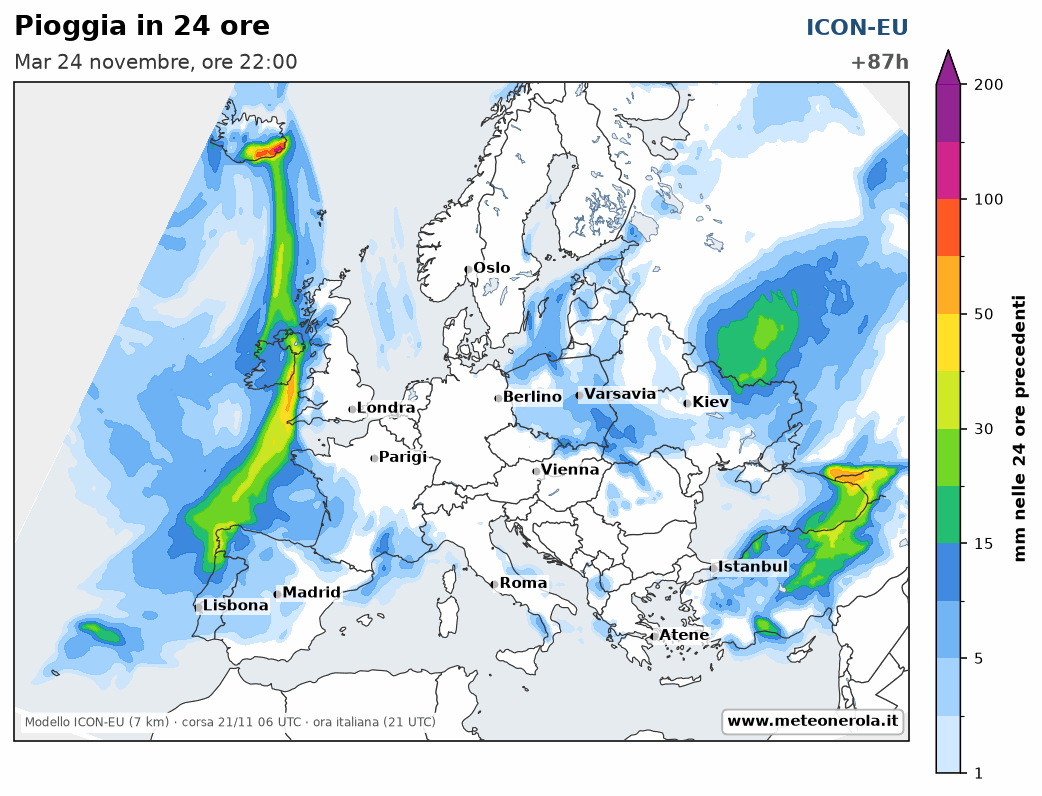 Pioggia in 24 ore
ICON-EU
Mar 24 novembre, ore 22:00
+87h
200
100
50
30
15
5
1
mm nelle 24 ore precedenti
Oslo
Berlino
Varsavia
Kiev
Londra
Parigi
Vienna
Istanbul
Roma
Madrid
Lisbona
Atene
Modello ICON-EU (7 km) · corsa 21/11 06 UTC · ora italiana (21 UTC)
www.meteonerola.it